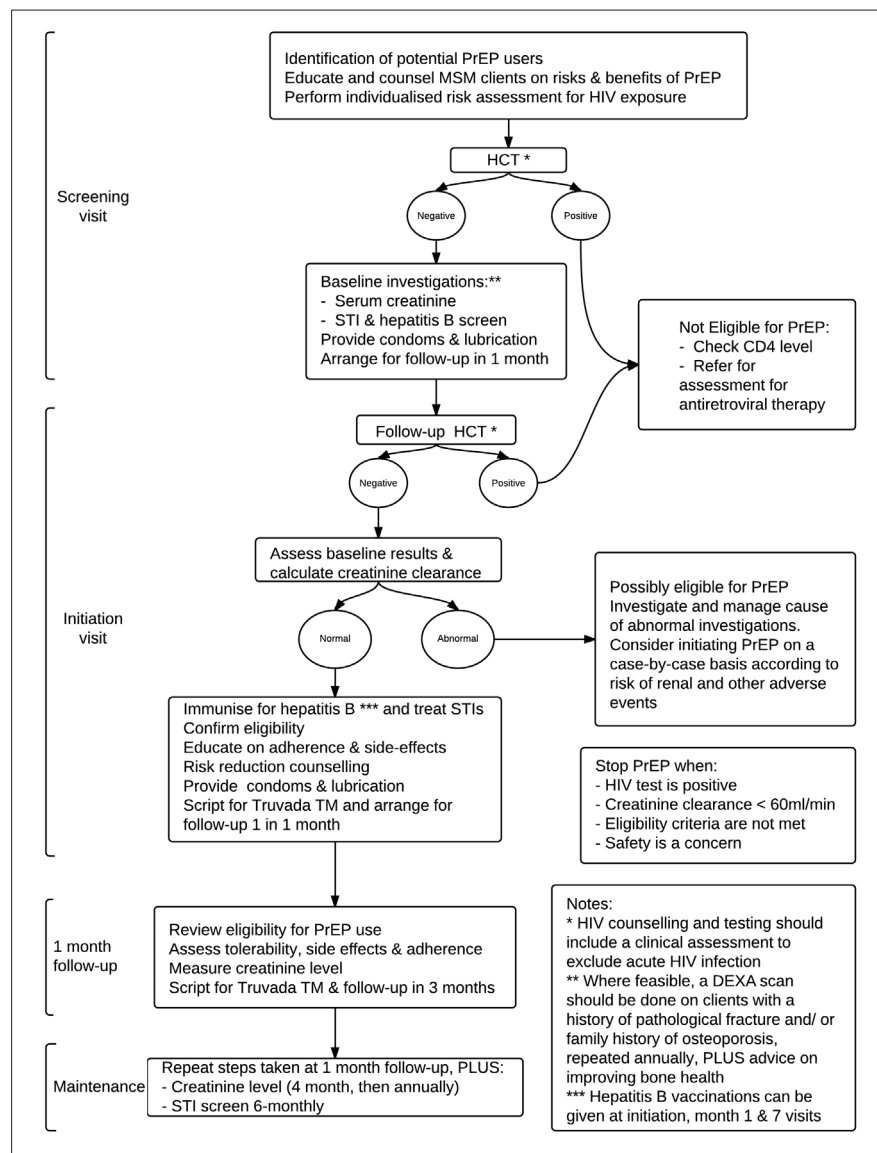 Identification of potential PrEP users
Educate and counsel MSM clients on risks & benefits of PrEP
Perform individualised risk assessment for HIV exposure
HCT *
Screening
visit
Negative
Positive
Baseline investigations:**
- Serum creatinine
- STI & hepatitis B screen
Provide condoms & lubrication
Arrange for follow-up in 1 month
Not Eligible for PrEP:
- Check CD4 level
- Refer for
assessment for
antiretroviral therapy
Follow-up HCT *
Negative
Positive
Initiation
visit
Assess baseline results &
calculate creatinine clearance
Normal
Abnormal
Possibly eligible for PrEP
Investigate and manage cause
of abnormal investigations.
Consider initiating PrEP on a
case-by-case basis according to
risk of renal and other adverse
events
Immunise for hepatitis B *** and treat STIs
Confirm eligibility
Educate on adherence & side-effects
Risk reduction counselling
Provide condoms & lubrication
Script for Truvada TM and arrange for
follow-up 1 in 1 month
Stop PrEP when:
- HIV test is positive
- Creatinine clearance < 60ml/min
- Eligibility criteria are not met
- Safety is a concern
1 month
follow-up
Review eligibility for PrEP use
Assess tolerability, side effects & adherence
Measure creatinine level
Script for Truvada TM & follow-up in 3 months
Notes:
* HIV counselling and testing should
include a clinical assessment to
exclude acute HIV infection
** Where feasible, a DEXA scan
should be done on clients with a
history of pathological fracture and/ or
family history of osteoporosis,
repeated annually, PLUS advice on
improving bone health
*** Hepatitis B vaccinations can be
given at initiation, month 1 & 7 visits
Maintenance
Repeat steps taken at 1 month follow-up, PLUS:
- Creatinine level (4 month, then annually)
- STI screen 6-monthly